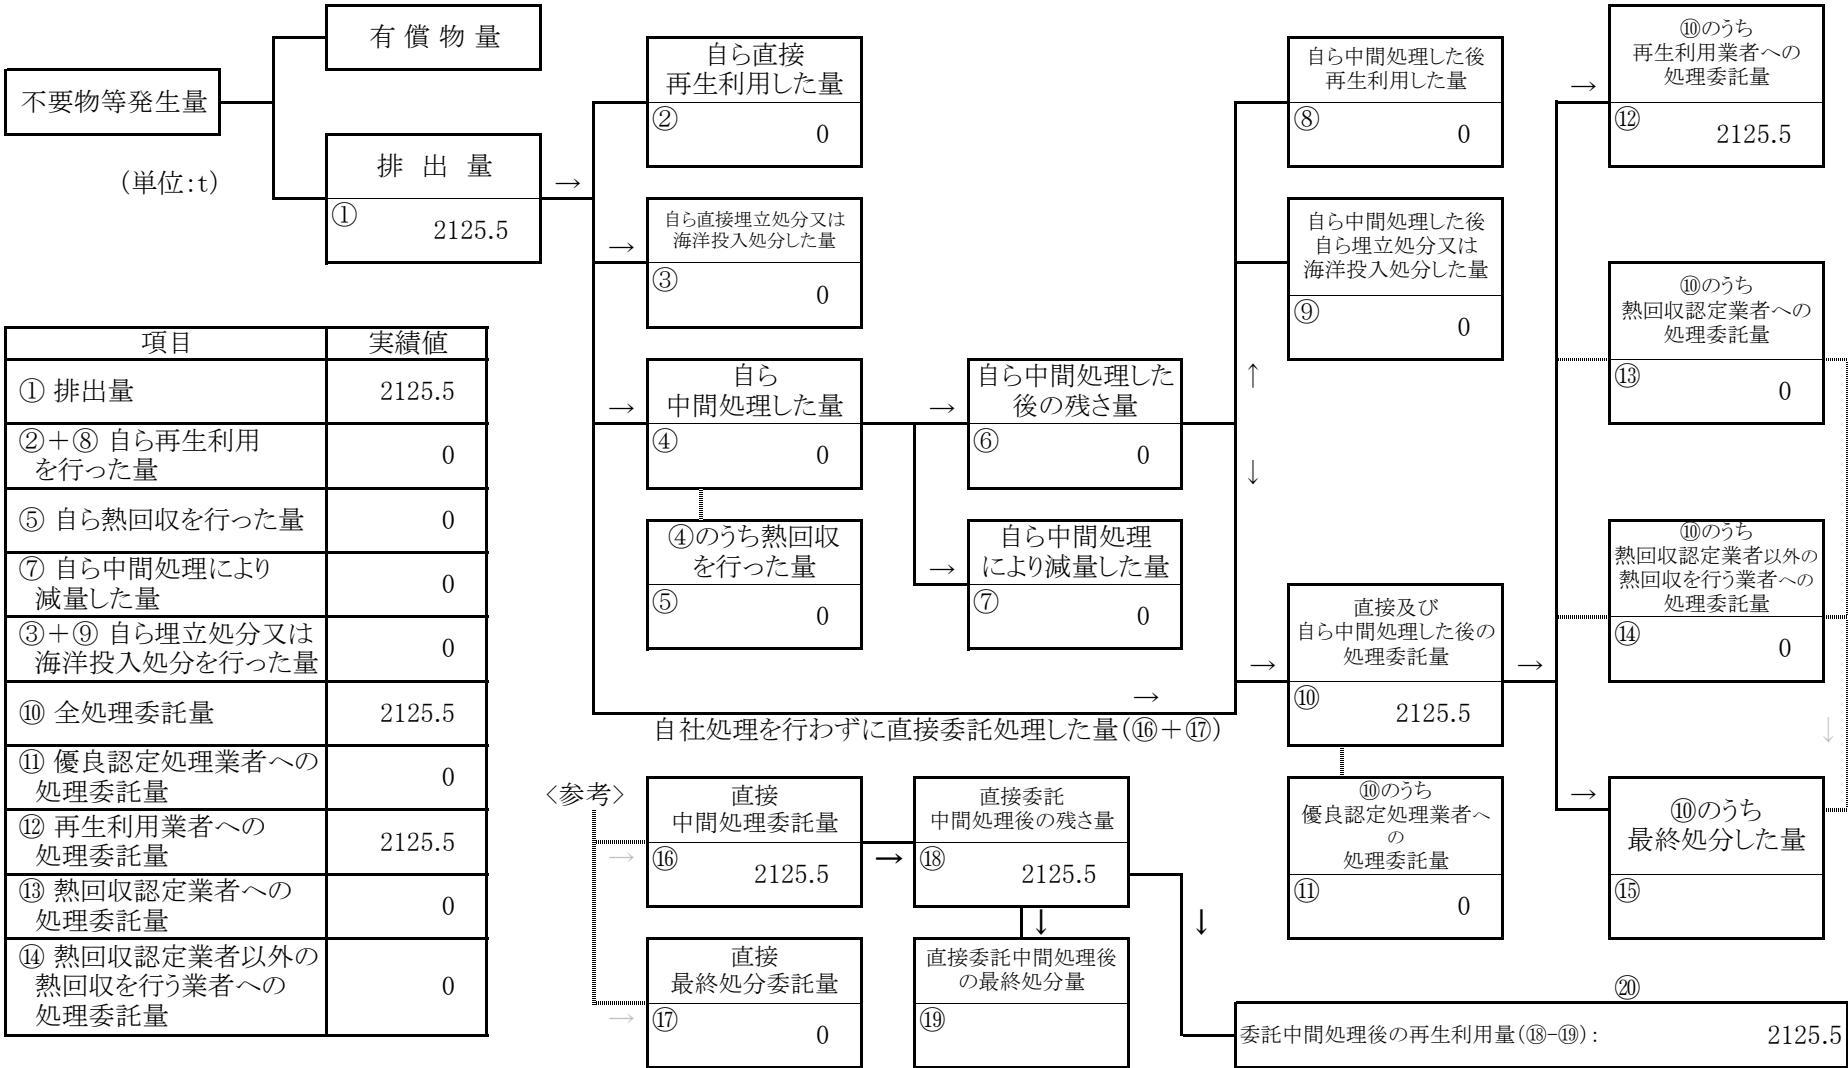 不要物等発生量
(単位:t)
有 償 物 量
排 出 量
①
2125.5
→
自ら直接
再生利用した量
②
0
→
自ら直接埋立処分又は
海洋投入処分した量
③
0
→
自ら
中間処理した量
④
0
④のうち熱回収
を行った量
⑤
0
→
自ら中間処理した
後の残さ量
⑥
0
→
自ら中間処理
により減量した量
⑦
0
自ら中間処理した後
再生利用した量
⑧
0
自ら中間処理した後
自ら埋立処分又は
海洋投入処分した量
⑨
0
↑
↓
→
→
自社処理を行わずに直接委託処理した量(⑯+⑰)
直接及び
自ら中間処理した後の
処理委託量
⑩
2125.5
→
⑩のうち
優良認定処理業者へ
の
処理委託量
⑪
0
→
⑩のうち
再生利用業者への
処理委託量
⑫
2125.5
⑩のうち
熱回収認定業者への
処理委託量
⑬
0
⑩のうち
熱回収認定業者以外の
熱回収を行う業者への
処理委託量
⑭
0
↓
→
⑩のうち
最終処分した量
⑮
項目 実績値
① 排出量 2125.5
②+⑧ 自ら再生利用
を行った量 0
⑤ 自ら熱回収を行った量 0
⑦ 自ら中間処理により
減量した量 0
③+⑨ 自ら埋立処分又は
海洋投入処分を行った量 0
⑩ 全処理委託量 2125.5
⑪ 優良認定処理業者への
処理委託量 0
⑫ 再生利用業者への
処理委託量 2125.5
⑬ 熱回収認定業者への
処理委託量 0
⑭ 熱回収認定業者以外の
熱回収を行う業者への
処理委託量 0
<参考>
→
直接
中間処理委託量
⑯
2125.5
→
直接委託
中間処理後の残さ量
⑱
2125.5
↓
↓
→
直接
最終処分委託量
⑰
0
直接委託中間処理後
の最終処分量
⑲
⑳
委託中間処理後の再生利用量(⑱-⑲): 2125.5